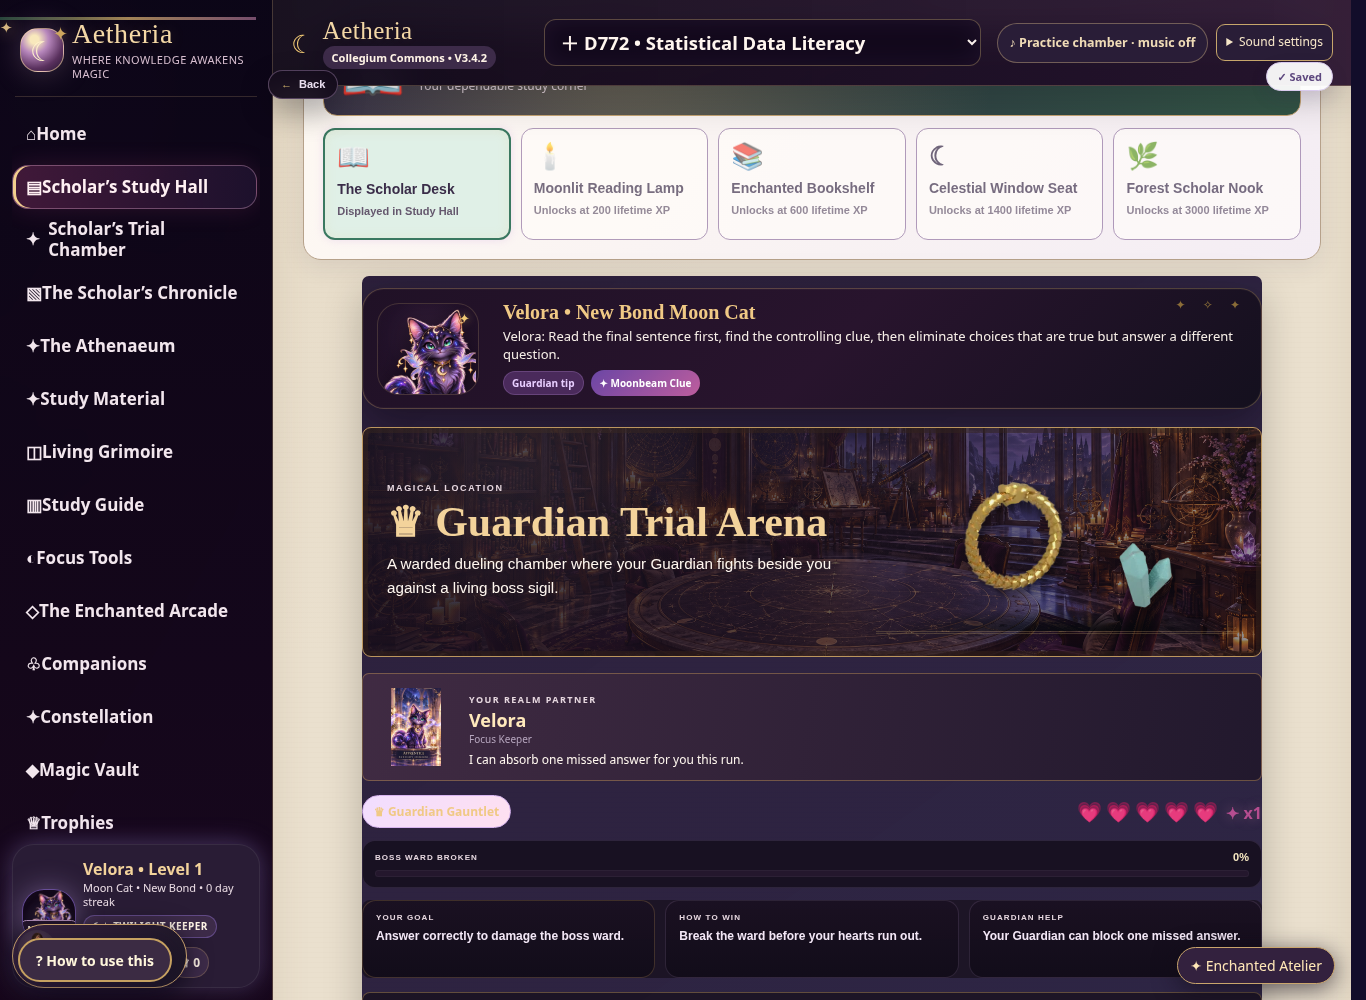 Aetheria
WHERE KNOWLEDGE AWAKENS
MAGIC
Home
Scholar's Study Hall
Scholar's Trial
Chamber
The Scholar's Chronicle
The Athenaeum
Study Material
Living Grimoire
Study Guide
Focus Tools
The Enchanted Arcade
Companions
Constellation
Magic Vault
Trophies
Velora • Level 1
Moon Cat • New Bond • 0 day
streak
KEEPER
0
? How to use this
Aetheria
Collegium Commons • V3.4.2
← Back
D772 • Statistical Data Literacy
♪ Practice chamber · music off
▶ Sound settings
✓ Saved
Your dependable study corner
The Scholar Desk
Displayed in Study Hall
Moonlit Reading Lamp
Unlocks at 200 lifetime XP
Enchanted Bookshelf
Unlocks at 600 lifetime XP
Celestial Window Seat
Unlocks at 1400 lifetime XP
Forest Scholar Nook
Unlocks at 3000 lifetime XP
Velora • New Bond Moon Cat
Velora: Read the final sentence first, find the controlling clue, then eliminate choices that are true but answer a different
question.
Guardian tip
✦ Moonbeam Clue
MAGICAL LOCATION
♛ Guardian Trial Arena
A warded dueling chamber where your Guardian fights beside you
against a living boss sigil.
YOUR REALM PARTNER
Velora
Focus Keeper
I can absorb one missed answer for you this run.
♛ Guardian Gauntlet
✦ x1
BOSS WARD BROKEN
0%
YOUR GOAL
Answer correctly to damage the boss ward.
HOW TO WIN
Break the ward before your hearts run out.
GUARDIAN HELP
Your Guardian can block one missed answer.
✦ Enchanted Atelier